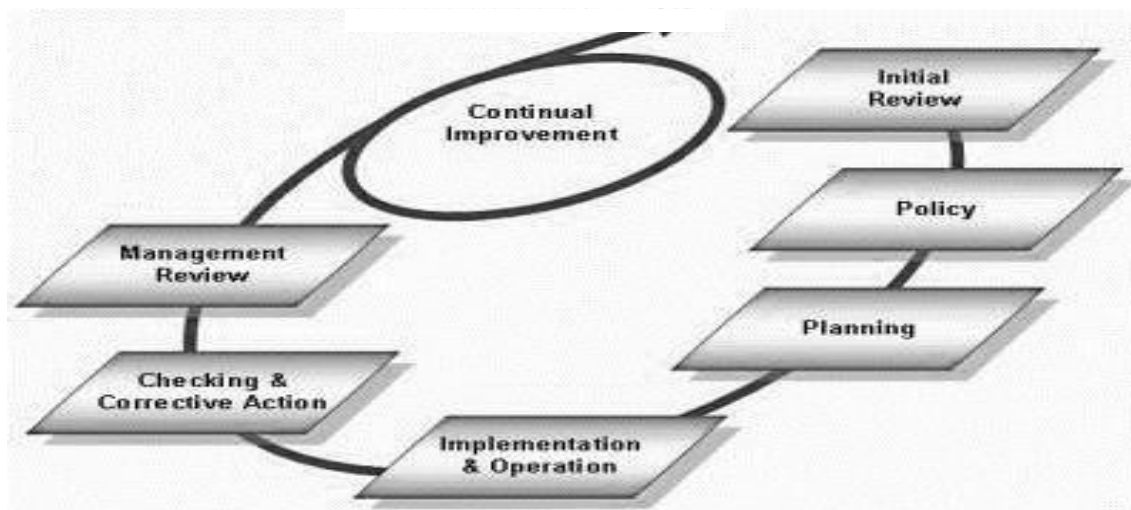 Continual
Improvement
Initial
Review
Policy
Planning
Implementation
& Operation
Checking &
Corrective Action
Management
Review